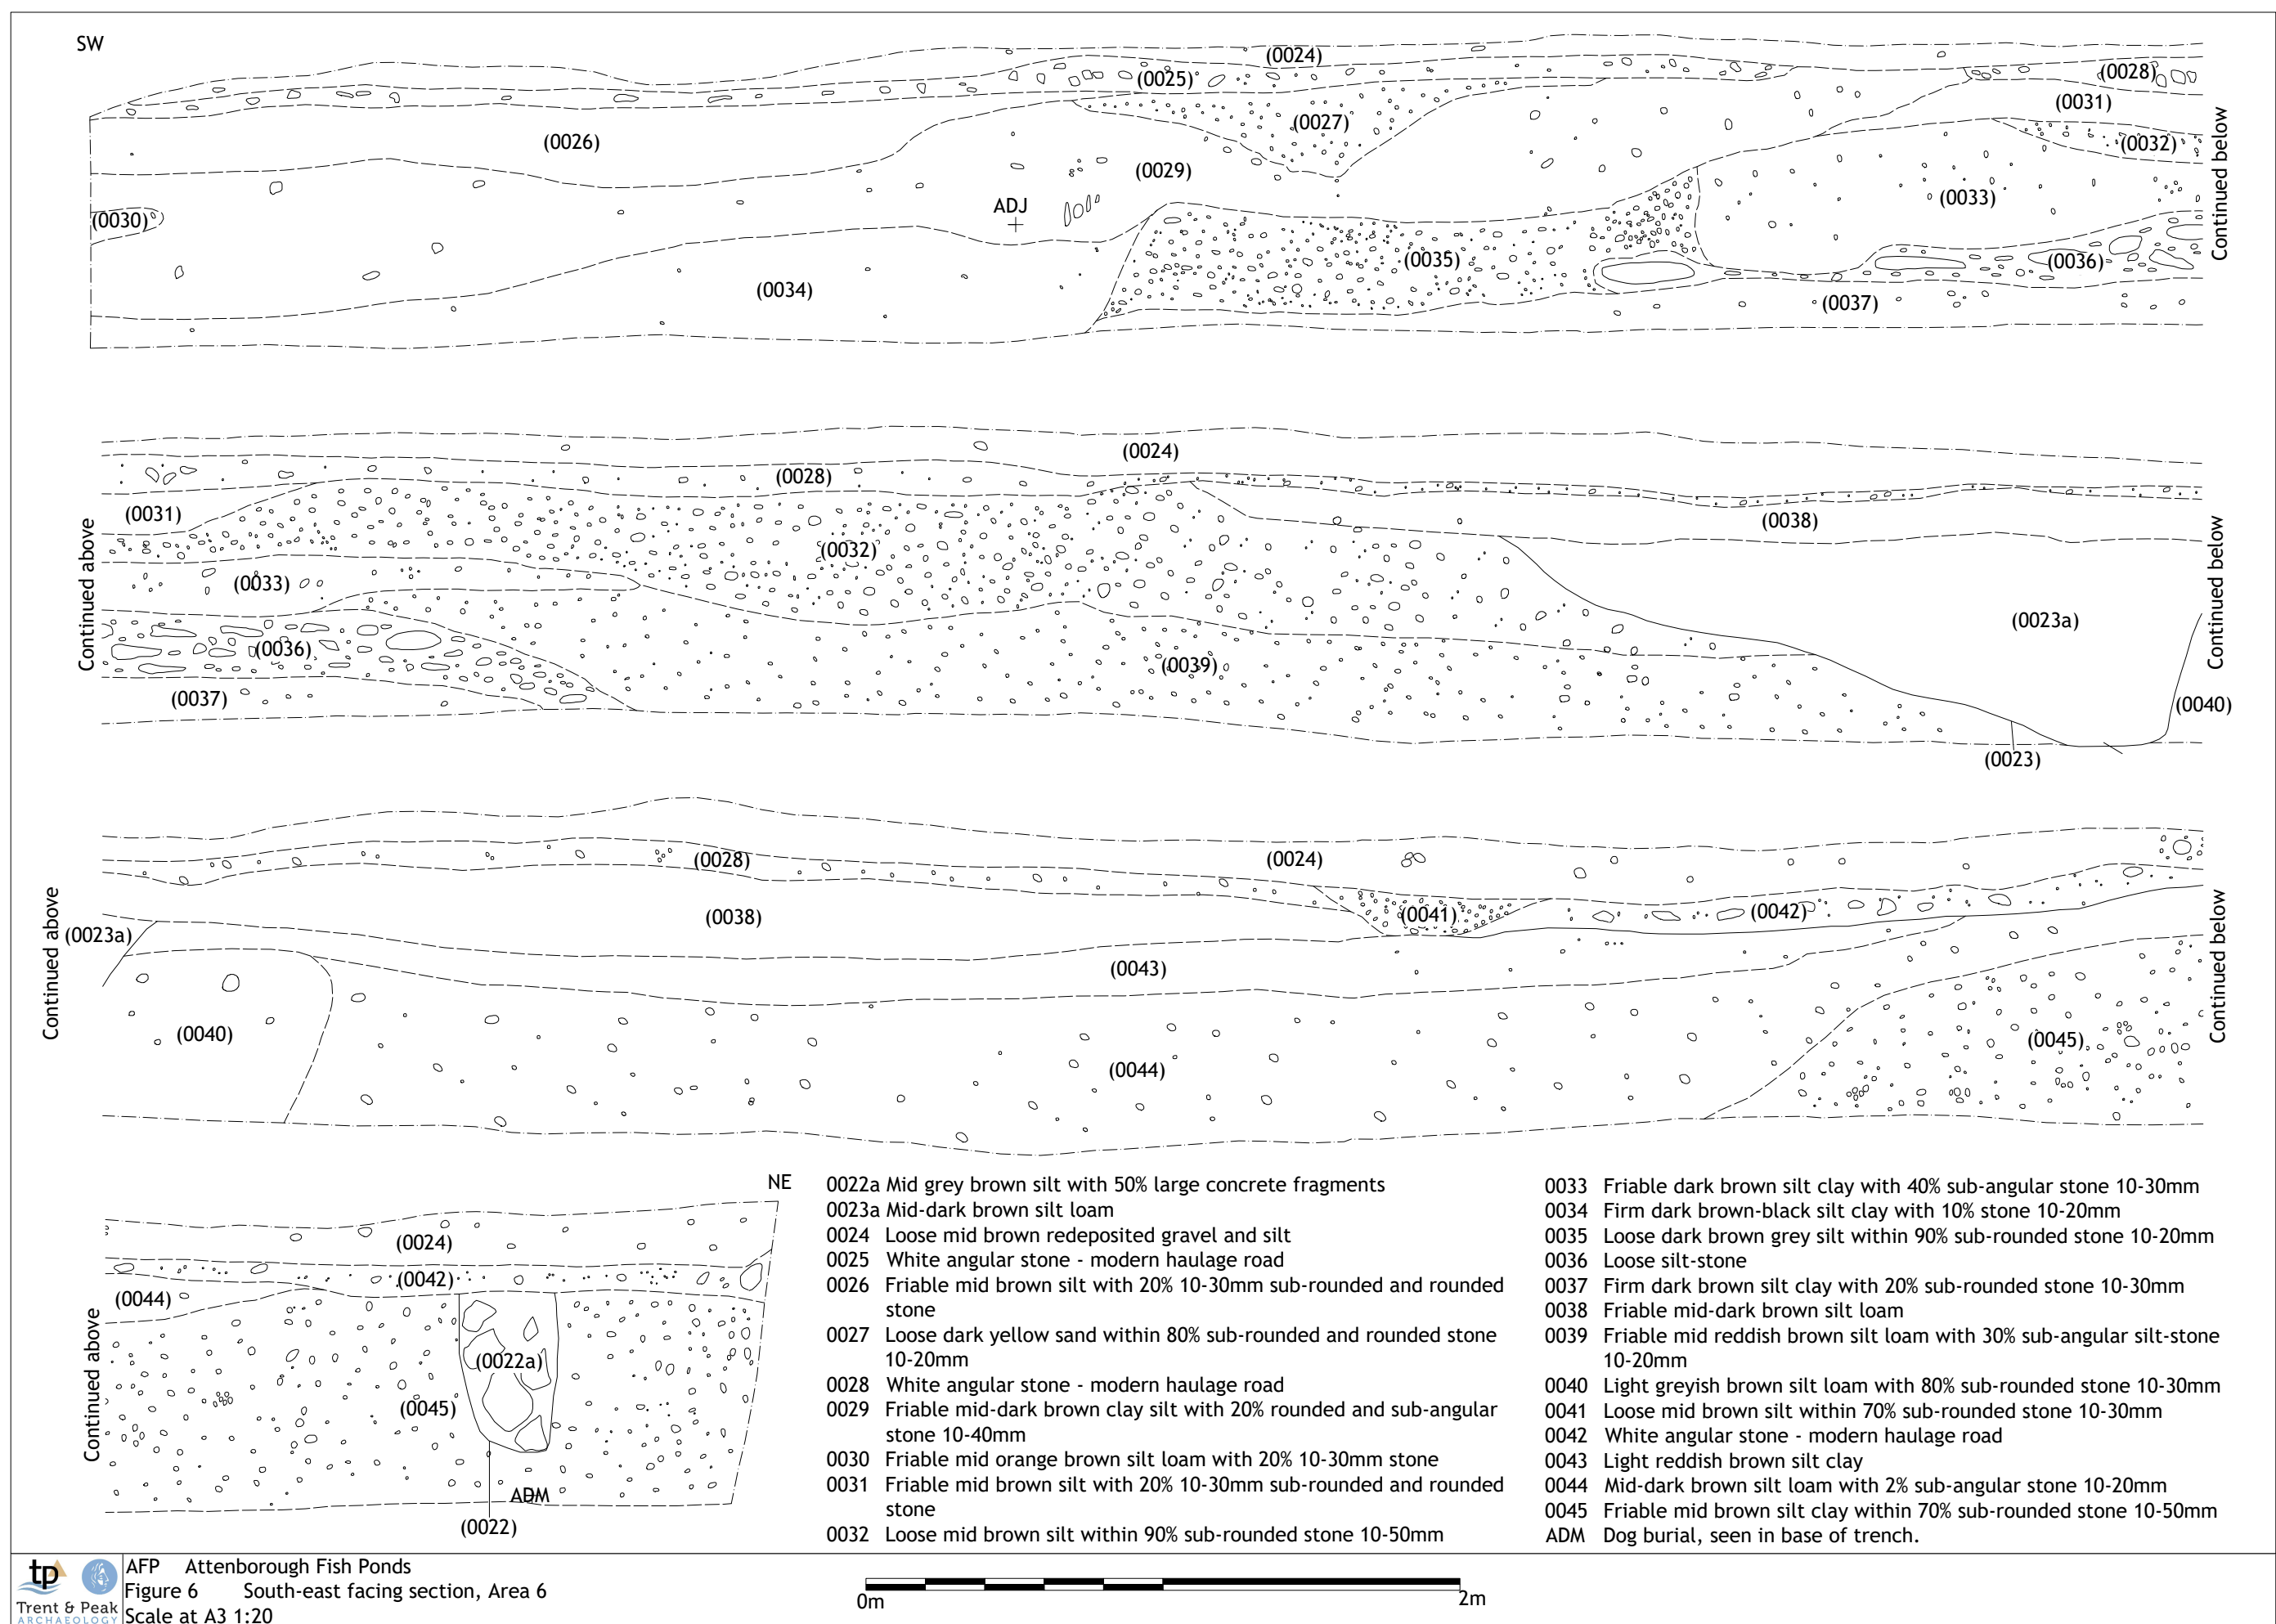 SW
(0024)
(0025)
(0028)
(0031)
(0027)
(0026)
(0032)
(0029)
(0033)
ADJ
(0030)
(0035)
(0036)
(0034)
(0037)
Continued below
(0024)
(0028)
(0031)
(0038)
(0032)
(0033)
(0023a)
(0036)
(0039)
(0037)
(0040)
(0023)
Continued above
Continued below
(0028)
(0024)
(0041)
(0042)
(0038)
(0023a)
(0043)
(0040)
(0045)
(0044)
Continued above
Continued below
NE
(0024)
(0042)
(0044)
(0022a)
(0045)
ADM
(0022)
Continued above
0022a Mid grey brown silt with 50% large concrete fragments
0023a Mid-dark brown silt loam
0024 Loose mid brown redeposited gravel and silt
0025 White angular stone - modern haulage road
0026 Friable mid brown silt with 20% 10-30mm sub-rounded and rounded
stone
0027 Loose dark yellow sand within 80% sub-rounded and rounded stone
10-20mm
0028 White angular stone - modern haulage road
0029 Friable mid-dark brown clay silt with 20% rounded and sub-angular
stone 10-40mm
0030 Friable mid orange brown silt loam with 20% 10-30mm stone
0031 Friable mid brown silt with 20% 10-30mm sub-rounded and rounded
stone
0032 Loose mid brown silt within 90% sub-rounded stone 10-50mm
0033 Friable dark brown silt clay with 40% sub-angular stone 10-30mm
0034 Firm dark brown-black silt clay with 10% stone 10-20mm
0035 Loose dark brown grey silt within 90% sub-rounded stone 10-20mm
0036 Loose silt-stone
0037 Firm dark brown silt clay with 20% sub-rounded stone 10-30mm
0038 Friable mid-dark brown silt loam
0039 Friable mid reddish brown silt loam with 30% sub-angular silt-stone
10-20mm
0040 Light greyish brown silt loam with 80% sub-rounded stone 10-30mm
0041 Loose mid brown silt within 70% sub-rounded stone 10-30mm
0042 White angular stone - modern haulage road
0043 Light reddish brown silt clay
0044 Mid-dark brown silt loam with 2% sub-angular stone 10-20mm
0045 Friable mid brown silt clay within 70% sub-rounded stone 10-50mm
ADM Dog burial, seen in base of trench.
tp
Trent & Peak
ARCHAEOLOGY
AFP Attenborough Fish Ponds
Figure 6 South-east facing section, Area 6
Scale at A3 1:20
0m
2m